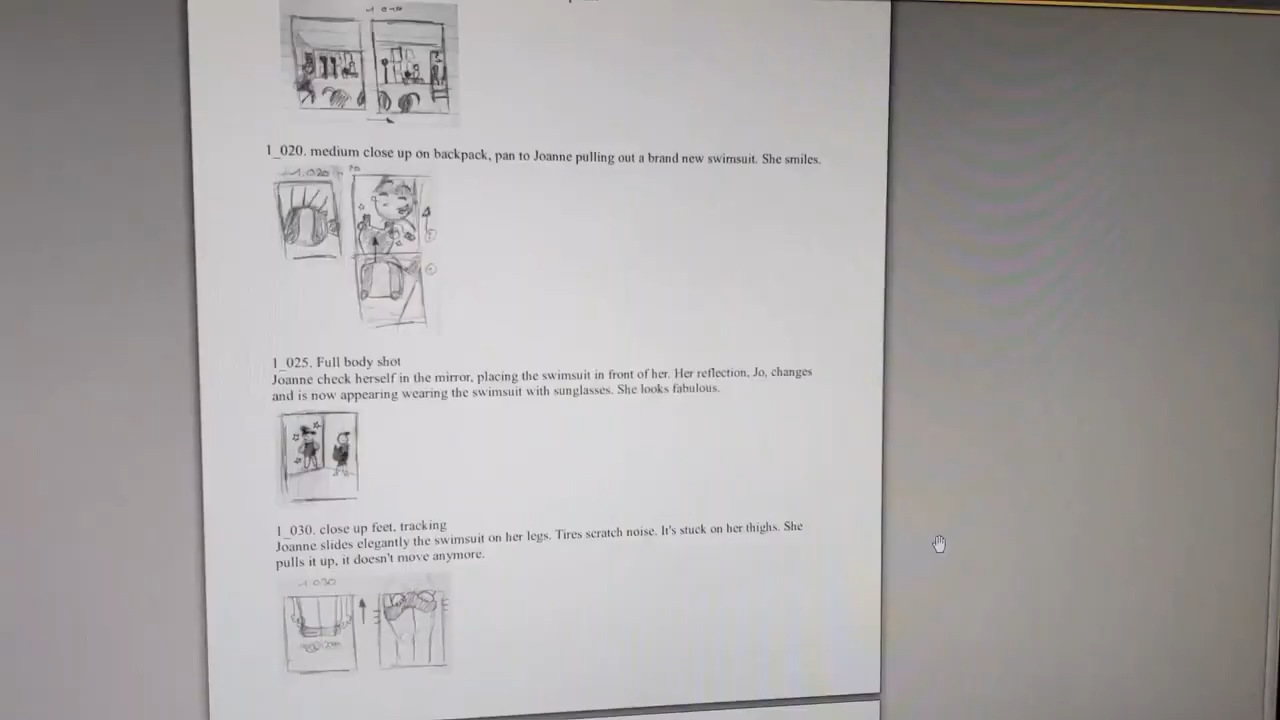 1_020. medium close up on backpack, pan to Joanne pulling out a brand new swimsuit. She smiles.
1.020
1_025. Full body shot
Joanne check herself in the mirror, placing the swimsuit in front of her. Her reflection, Jo, changes
and is now appearing wearing the swimsuit with sunglasses. She looks fabulous.
1_030. close up feet, tracking
Joanne slides elegantly the swimsuit on her legs. Tires scratch noise. It's stuck on her thighs. She
pulls it up, it doesn't move anymore.
1.030